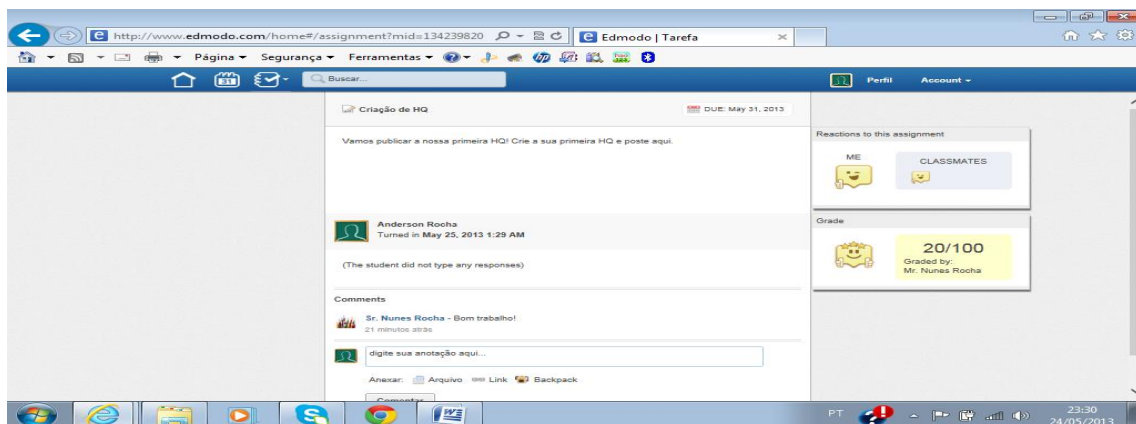 http://www.edmodo.com/home#/assignment?mid=134239820
Edmodo | Tarefa
Página
Segurança
Ferramentas
31
Buscar...
Perfil
Account
Criação de HQ
DUE: May 31, 2013
Vamos publicar a nossa primeira HQ! Crie a sua primeira HQ e poste aqui.
Reactions to this assignment
ME
CLASSMATES
Anderson Rocha
Turned in May 25, 2013 1:29 AM
(The student did not type any responses)
Grade
20/100
Graded by:
Mr. Nunes Rocha
Comments
Sr. Nunes Rocha - Bom trabalho!
21 minutos atrás
digite sua anotação aqui...
Anexar: Arquivo Link Backpack
Comentar
PT
23:30
24/05/2013